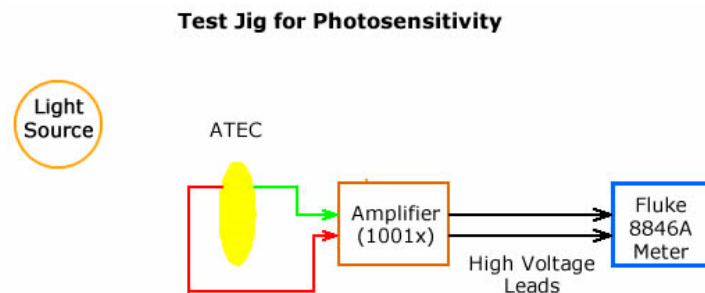 Test Jig for Photosensitivity
Light
Source
ATEC
Amplifier
(1001x)
Fluke
8846A
Meter
High Voltage
Leads